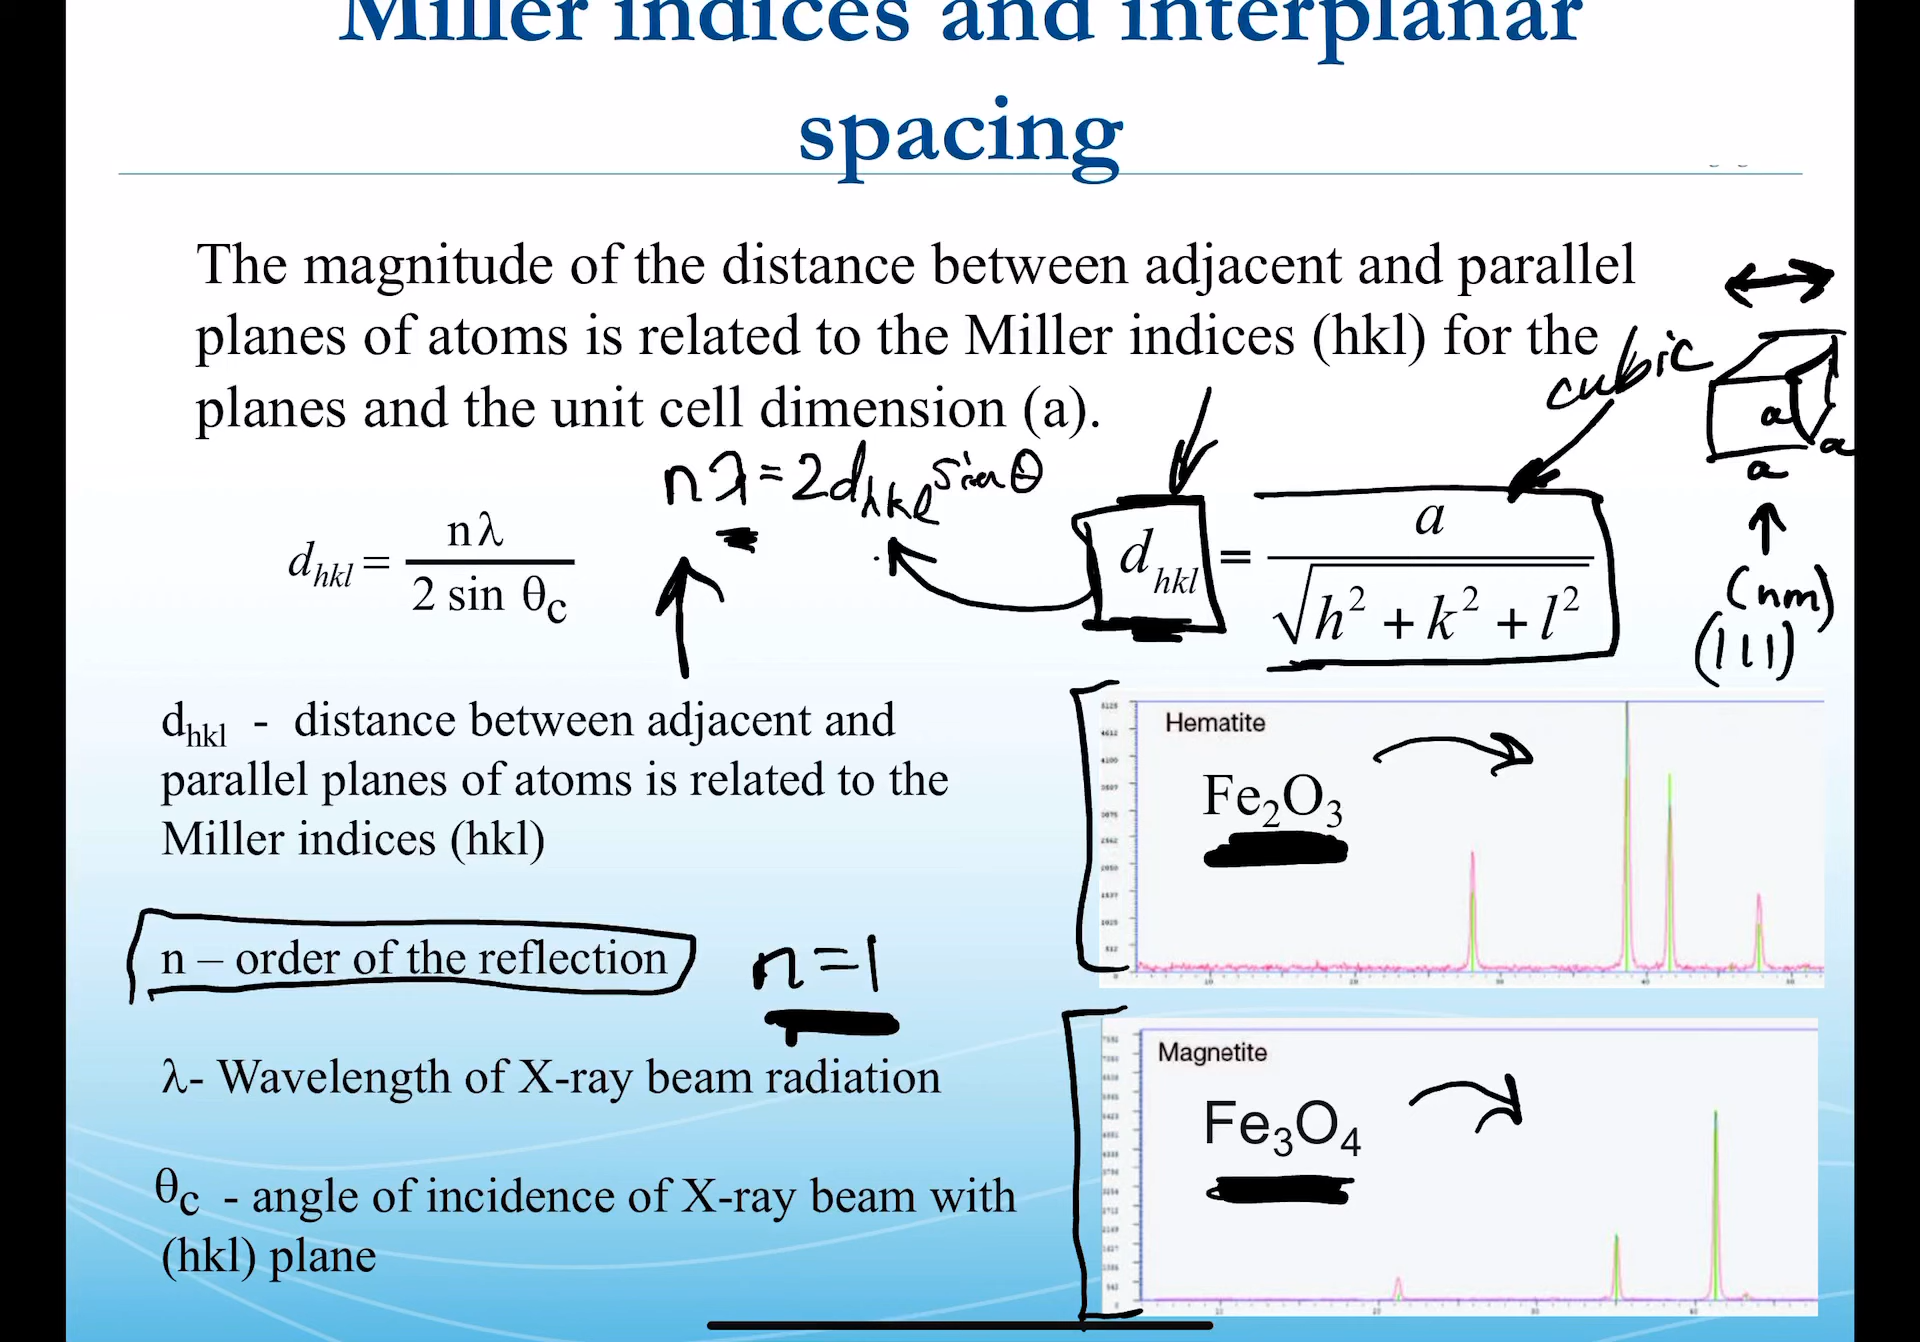 Miller indices and interplanar
spacing
The magnitude of the distance between adjacent and parallel
planes of atoms is related to the Miller indices (hkl) for the
planes and the unit cell dimension (a).
cubic
a
a
a
nλ = 2d_hkl sin θ
d_hkl = nλ / 2 sin θ_c
d_hkl = a / √(h² + k² + l²)
(nm)
(111)
d_hkl - distance between adjacent and
parallel planes of atoms is related to the
Miller indices (hkl)
n – order of the reflection
n=1
λ- Wavelength of X-ray beam radiation
θ_c - angle of incidence of X-ray beam with
(hkl) plane
Hematite
Fe₂O₃
Magnetite
Fe₃O₄